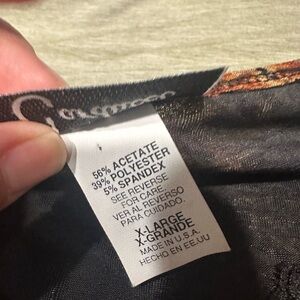 56% ACETATE
39% POLYESTER
5% SPANDEX
SEE REVERSE
FOR CARE.
VER AL REVERSO
PARA CUIDADO.
X-LARGE
X-GRANDE
MADE IN U.S.A.
HECHO EN EE.UU